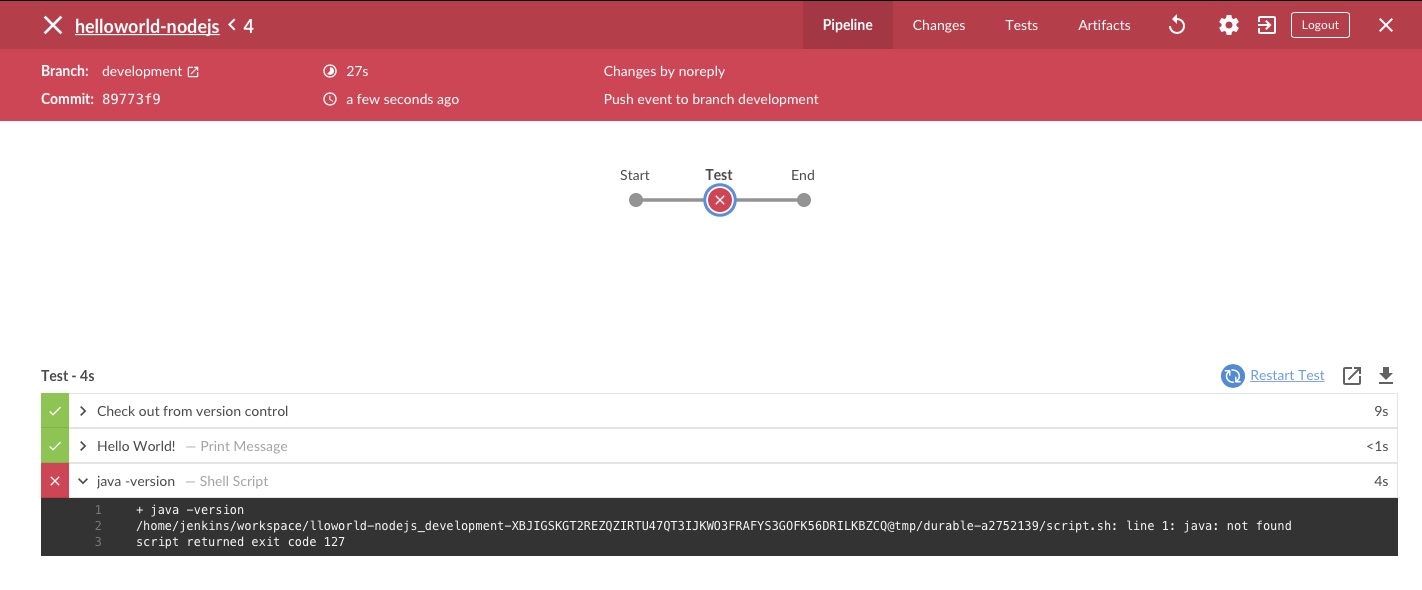 helloworld-nodejs < 4 Pipeline Changes Tests Artifacts Logout
Branch: development 27s Changes by noreply
Commit: 89773f9 a few seconds ago Push event to branch development
Start Test End
Test - 4s Restart Test
Check out from version control 9s
Hello World! — Print Message <1s
java -version — Shell Script 4s
1 + java -version
2 /home/jenkins/workspace/lloworld-nodejs_development-XBJIGSKGT2REZQZIRTU47QT3IJKWO3FRAFYS3GOFK56DRILKBZCQ@tmp/durable-a2752139/script.sh: line 1: java: not found
3 script returned exit code 127